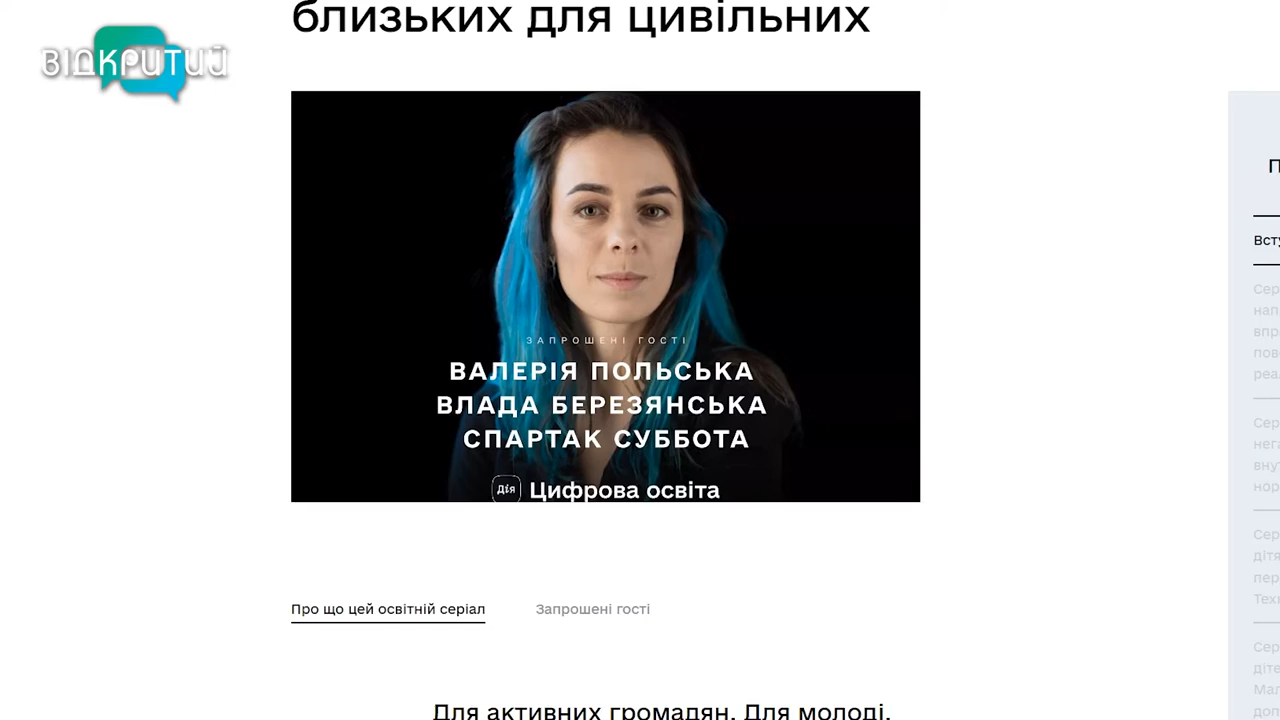 близьких для цивільних
ВІДКРИТИЙ
ЗАПРОШЕНІ ГОСТІ
ВАЛЕРІЯ ПОЛЬСЬКА
ВЛАДА БЕРЕЗЯНСЬКА
СПАРТАК СУББОТА
Дія Цифрова освіта
Про що цей освітній серіал
Запрошені гості
Для активних громадян. Для молоді.